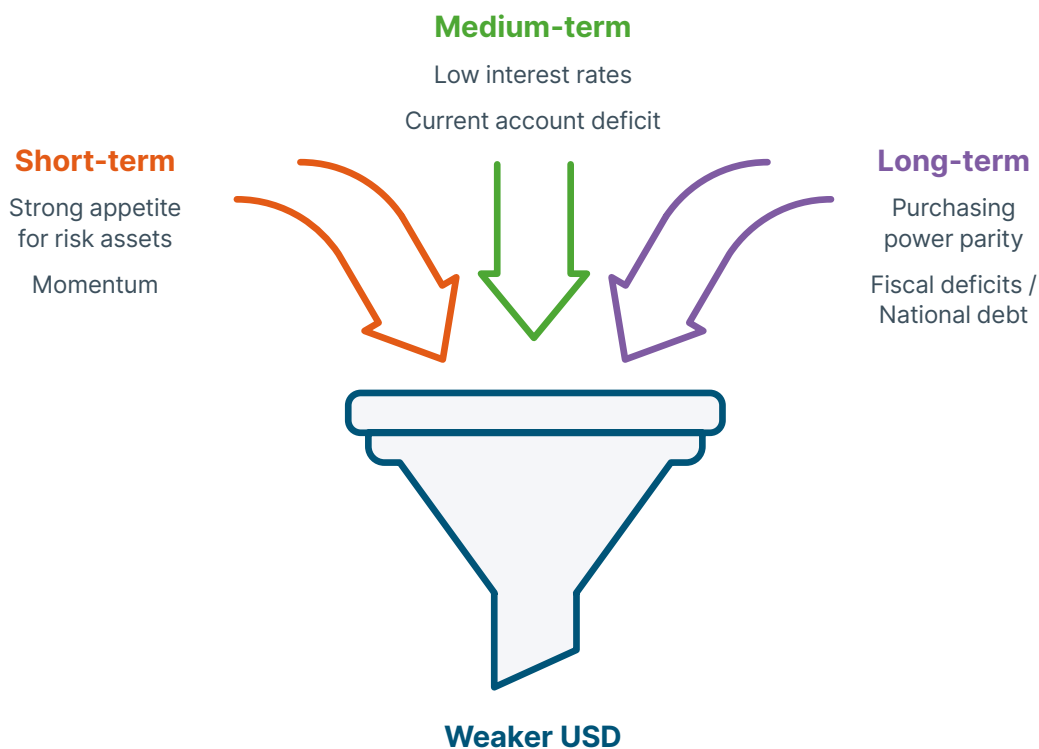 Medium-term
Low interest rates
Current account deficit
Short-term
Strong appetite
for risk assets
Momentum
Long-term
Purchasing
power parity
Fiscal deficits /
National debt
Weaker USD